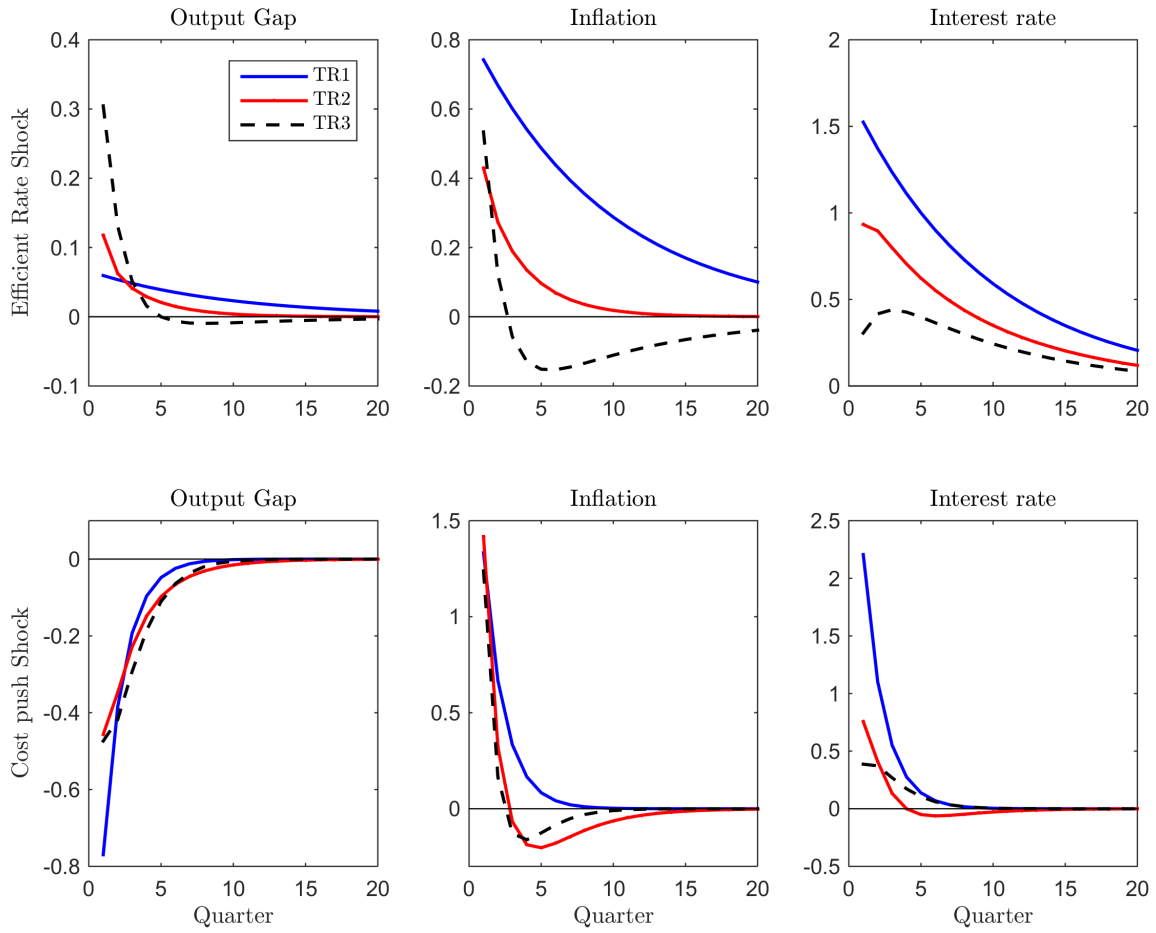 Output Gap
Inflation
Interest rate
Efficient Rate Shock
0.4
0.3
0.2
0.1
0
-0.1
TR1
TR2
TR3
0 5 10 15 20
0.8
0.6
0.4
0.2
0
-0.2
0 5 10 15 20
2
1.5
1
0.5
0
0 5 10 15 20
Output Gap
Inflation
Interest rate
Cost push Shock
0
-0.2
-0.4
-0.6
-0.8
0 5 10 15 20
Quarter
1.5
1
0.5
0
0 5 10 15 20
Quarter
2.5
2
1.5
1
0.5
0
-0.5
0 5 10 15 20
Quarter